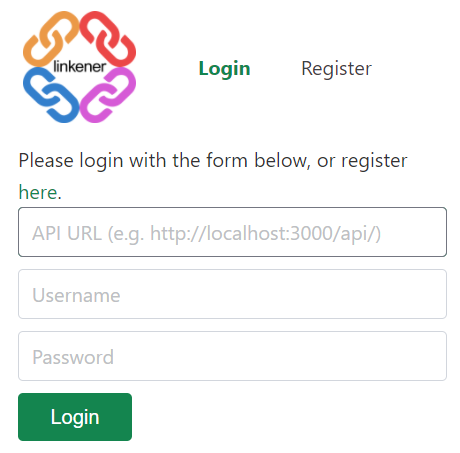 linkener
Login
Register
Please login with the form below, or register
here.
API URL (e.g. http://localhost:3000/api/)
Username
Password
Login